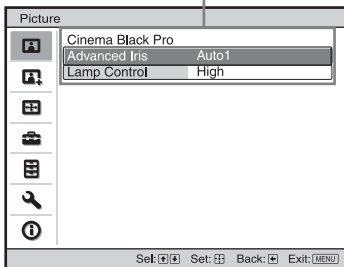 Picture
Cinema Black Pro
Advanced Iris Auto1
Lamp Control High
Sel: Set: Back: Exit: MENU